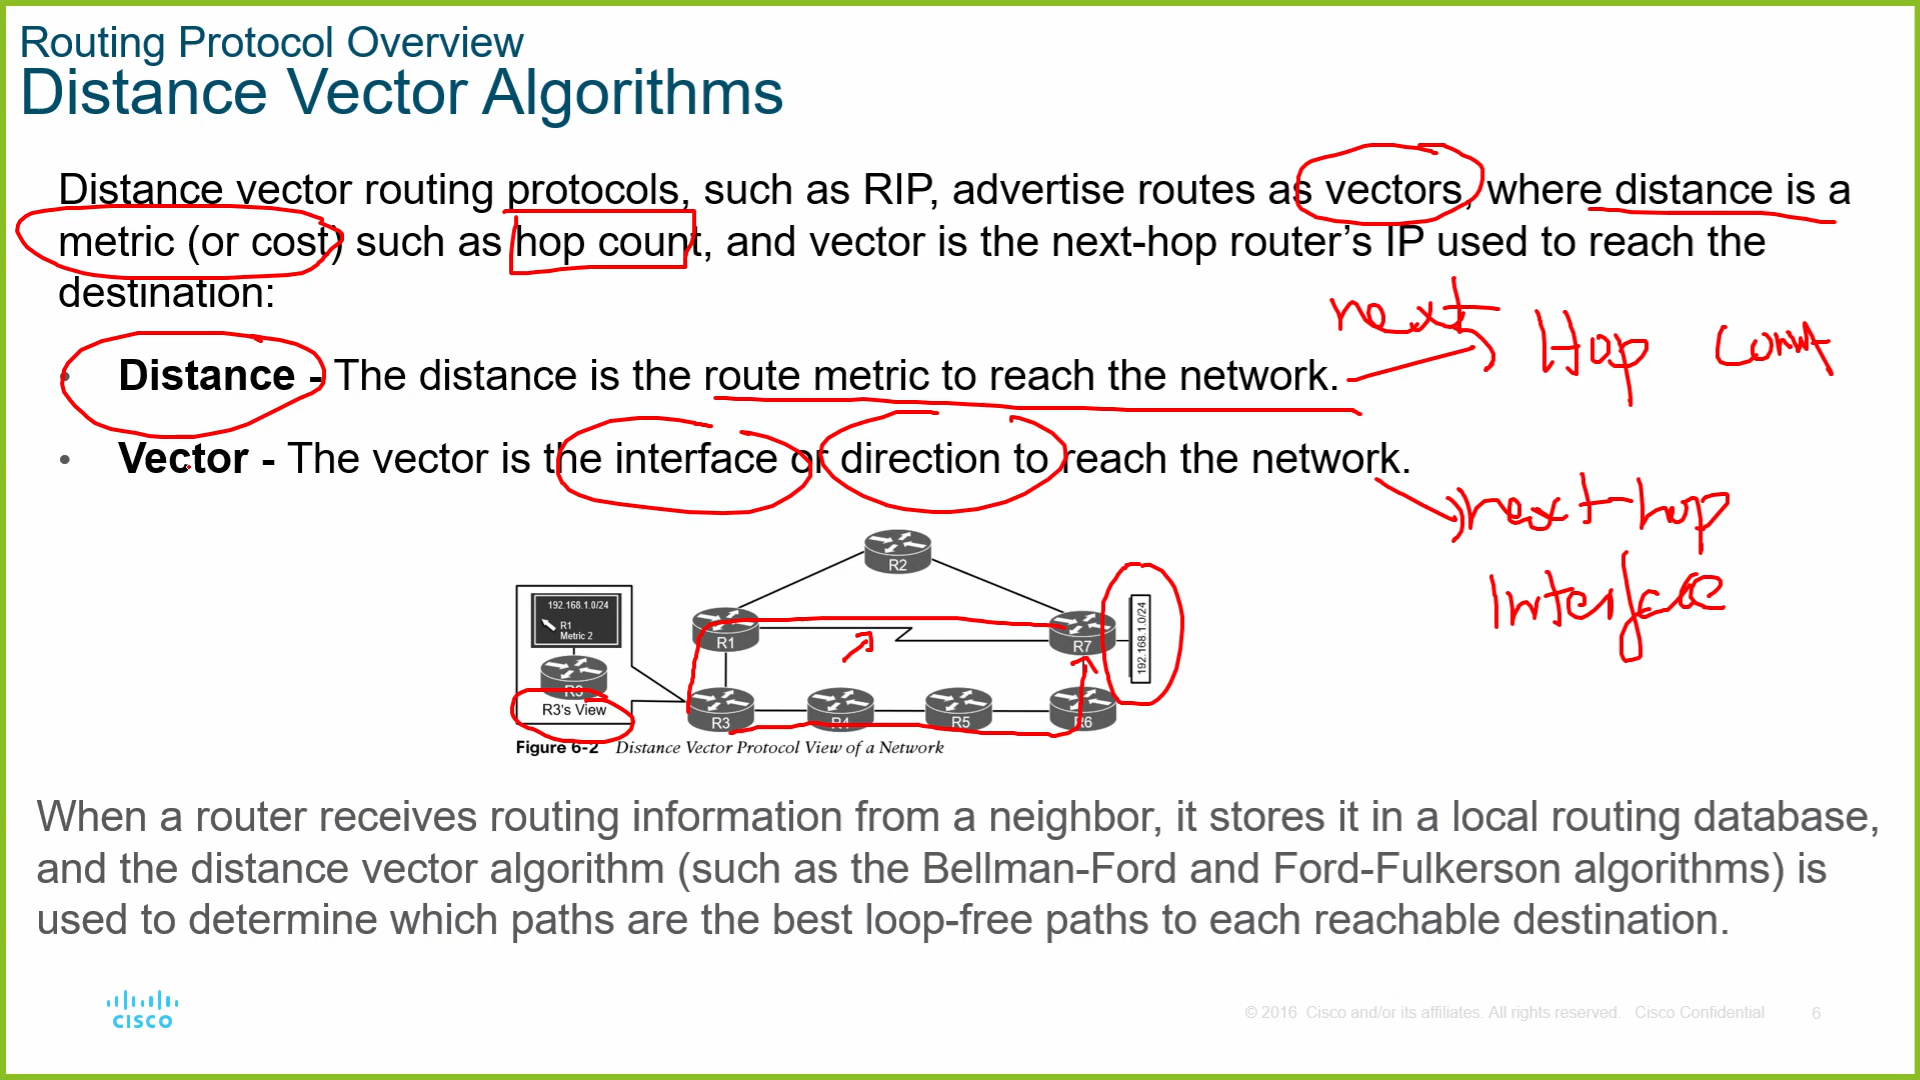 Routing Protocol Overview
Distance Vector Algorithms
Distance vector routing protocols, such as RIP, advertise routes as vectors, where distance is a
metric (or cost) such as hop count, and vector is the next-hop router's IP used to reach the
destination:
next Hop Count
• Distance - The distance is the route metric to reach the network.
• Vector - The vector is the interface or direction to reach the network.
next-hop
Interface
R2
192.168.1.0/24
R1
Metric 2
R3
R3's View
R1
R7
192.168.1.0/24
R3
R4
R5
R6
Figure 6-2 Distance Vector Protocol View of a Network
When a router receives routing information from a neighbor, it stores it in a local routing database,
and the distance vector algorithm (such as the Bellman-Ford and Ford-Fulkerson algorithms) is
used to determine which paths are the best loop-free paths to each reachable destination.
CISCO
© 2016 Cisco and/or its affiliates. All rights reserved. Cisco Confidential 6